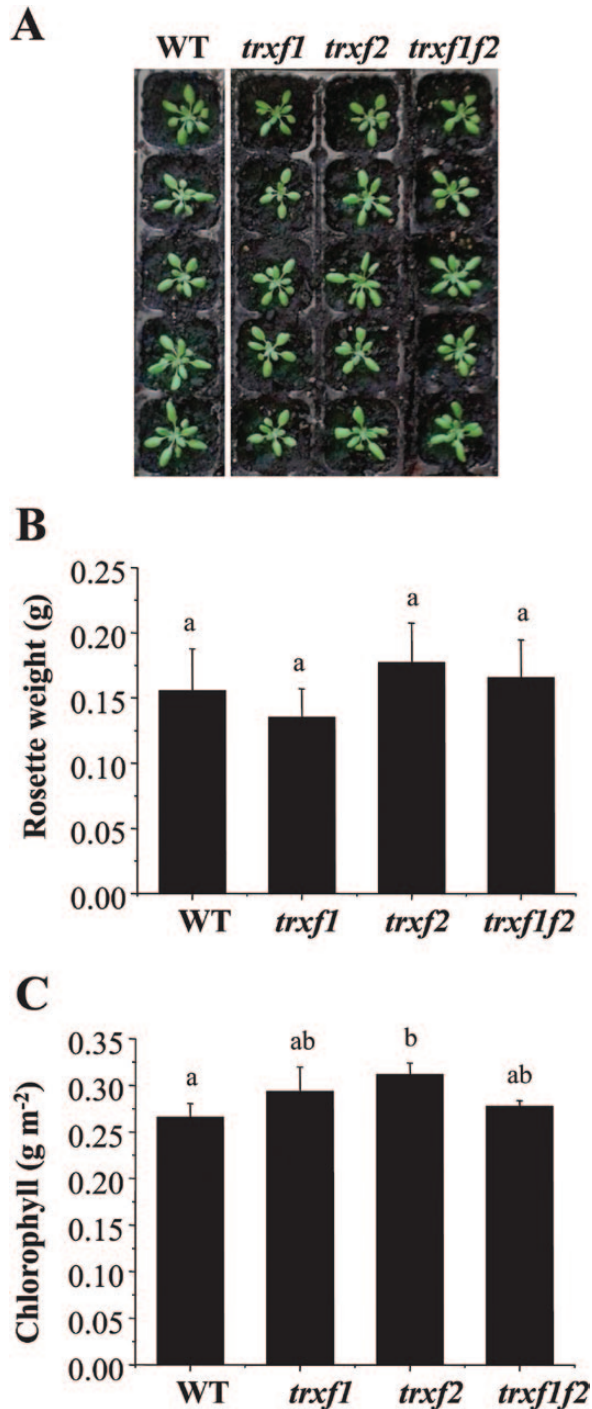 A
WT trxf1 trxf2 trxf1f2
B
Rosette weight (g)
0.25
0.20
0.15
0.10
0.05
0.00
a
a
a
a
WT trxf1 trxf2 trxf1f2
C
Chlorophyll (g m-2)
0.35
0.30
0.25
0.20
0.15
0.10
0.05
0.00
a
ab
b
ab
WT trxf1 trxf2 trxf1f2